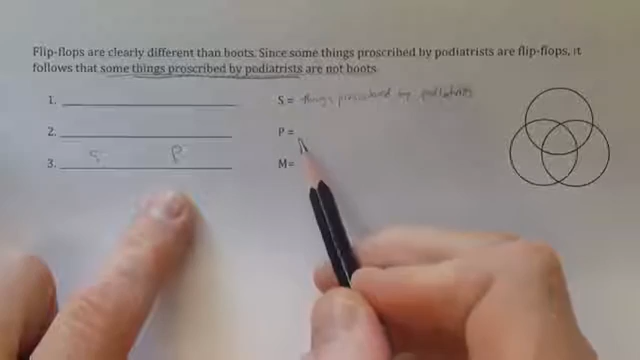 Flip-flops are clearly different than boots. Since some things proscribed by podiatrists are flip-flops, it
follows that some things proscribed by podiatrists are not boots
1.
S = things proscribed by podiatrists
2.
P =
3. S P
M=